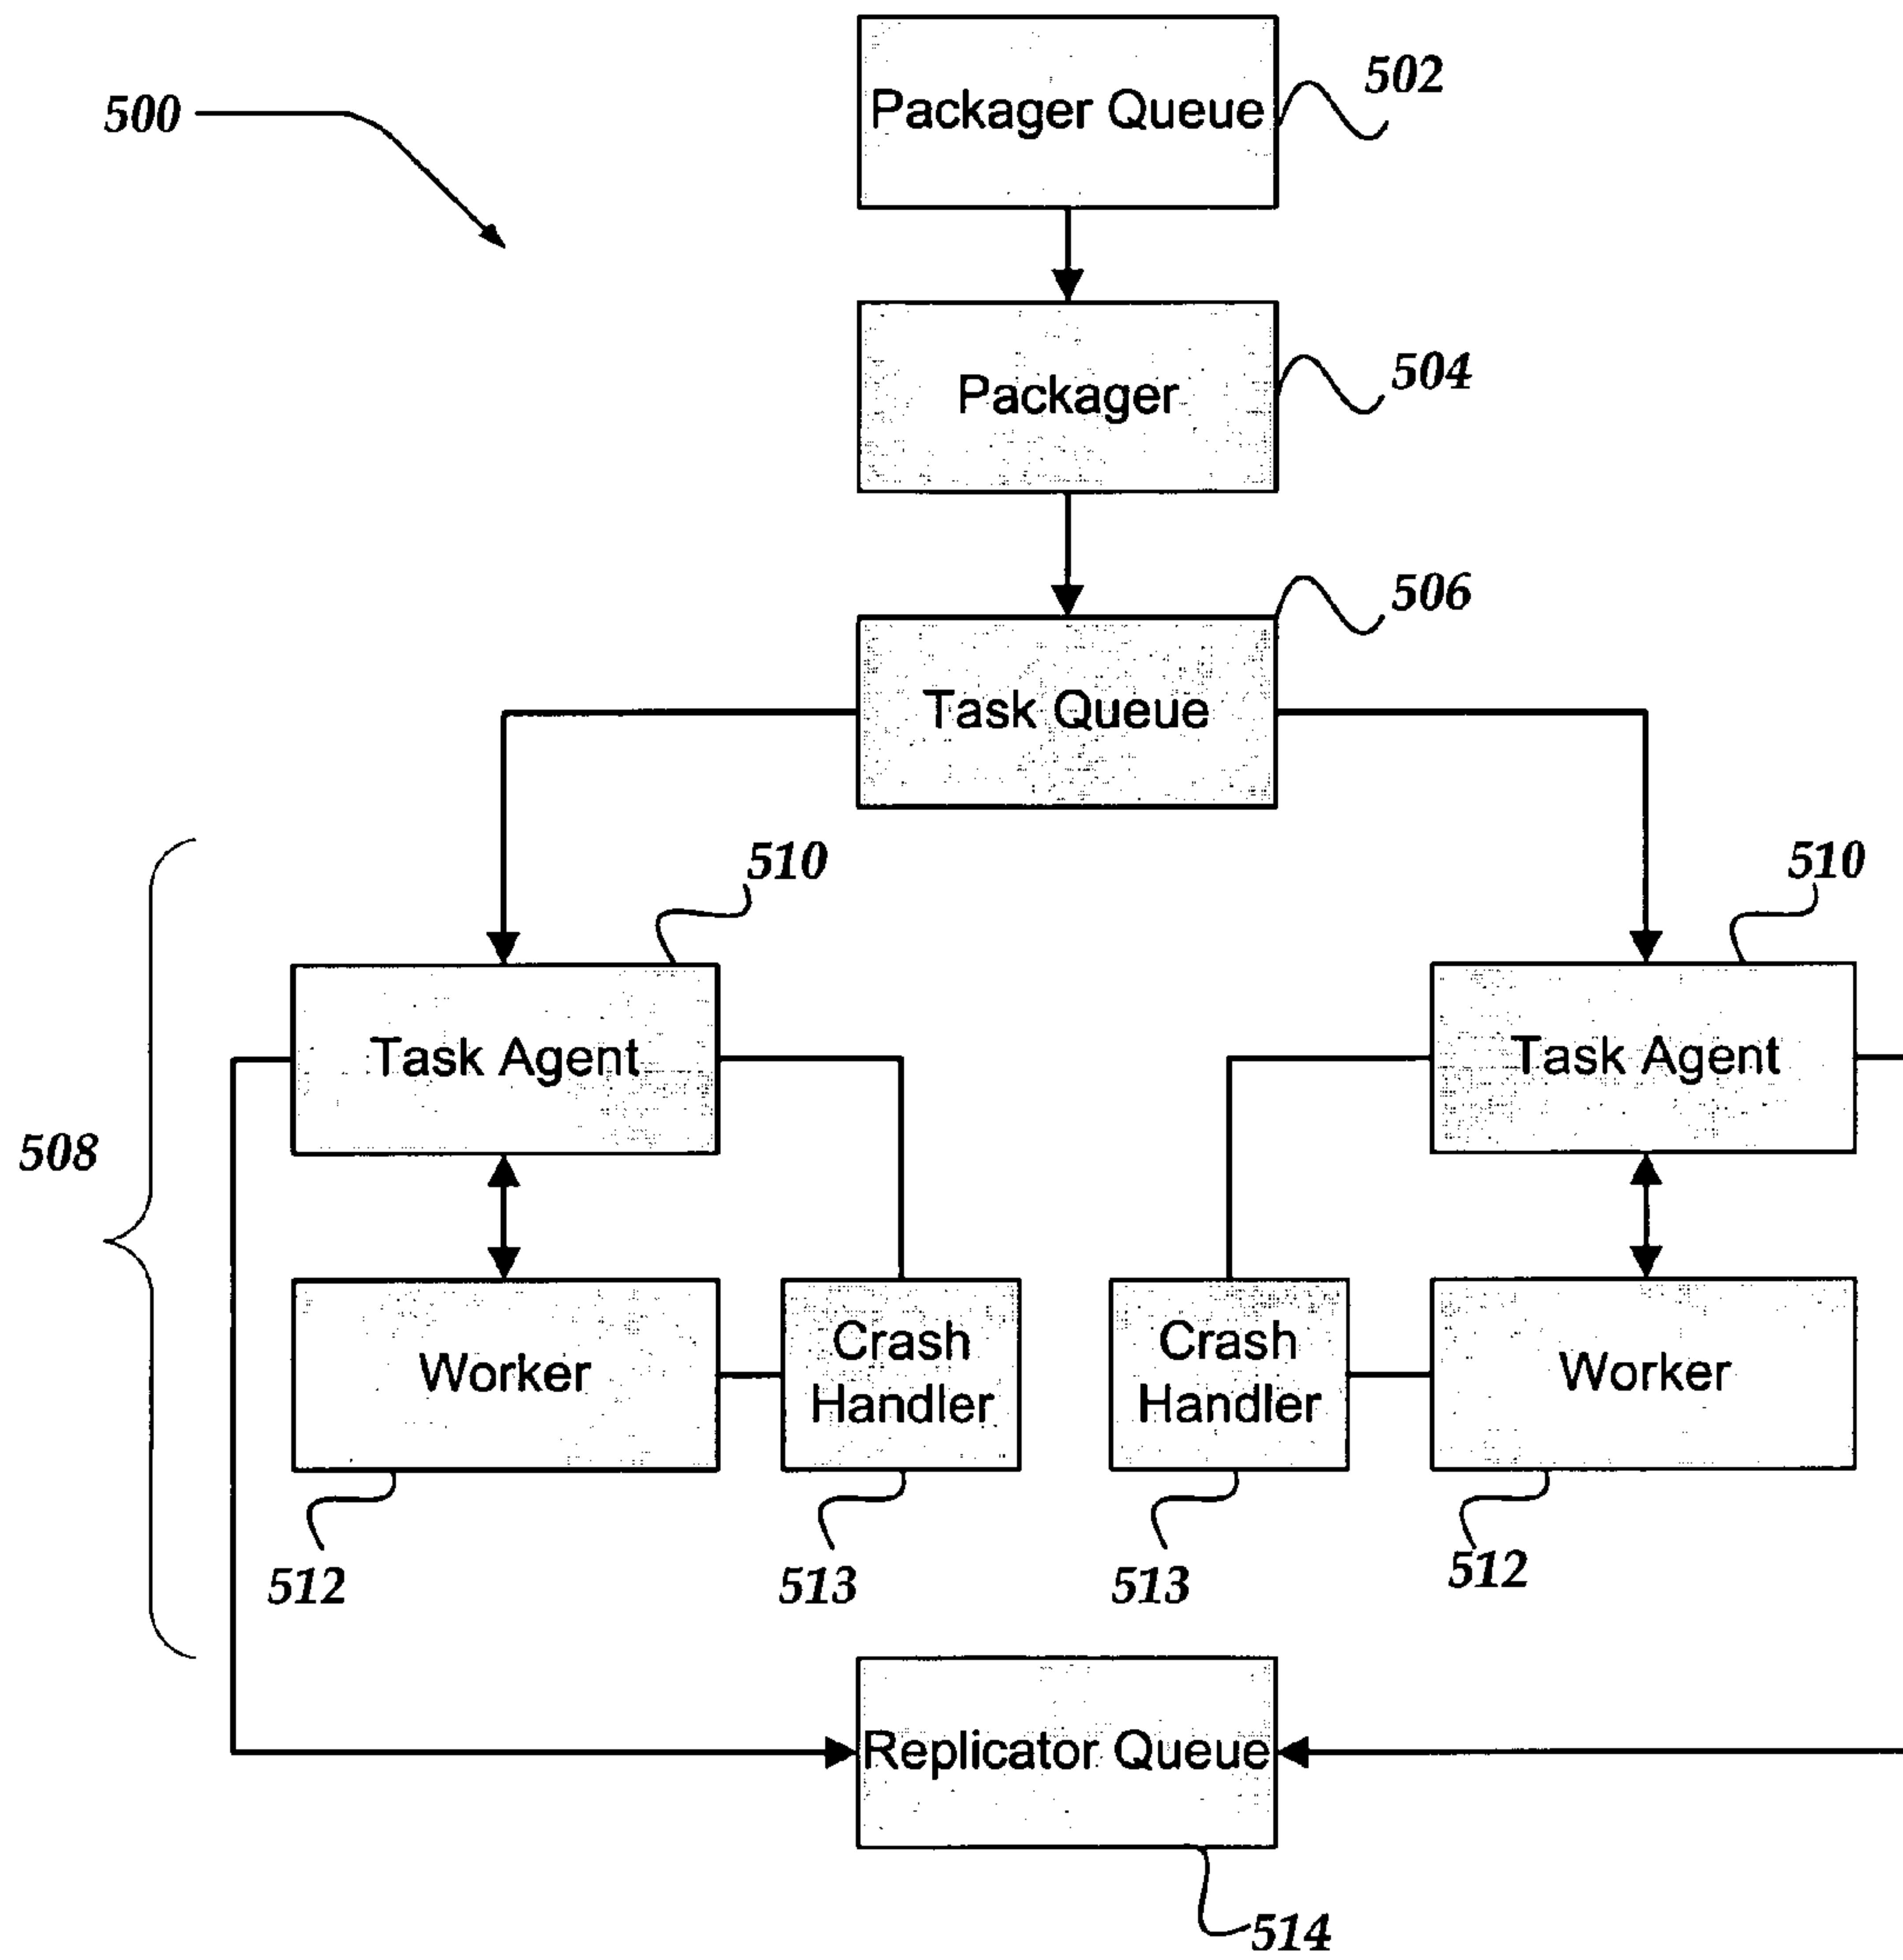 502
Packager Queue
500
504
Packager
506
Task Queue
510
510
Task Agent
Task Agent
508
Worker
Crash
Handler
Crash
Handler
Worker
512
513
513
512
Replicator Queue
514